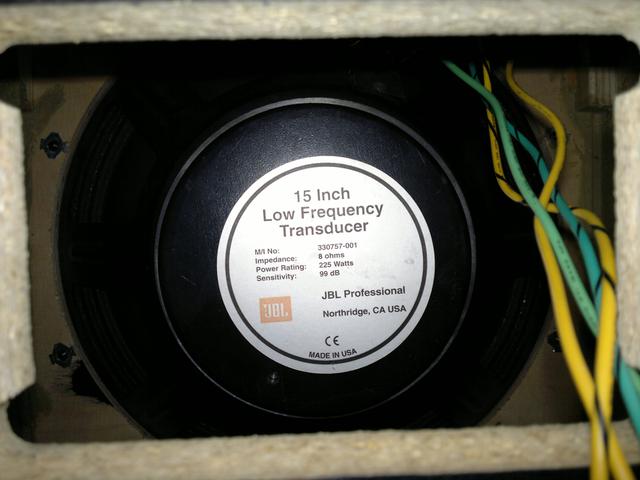 15 Inch
Low Frequency
Transducer
M/I No: 330757-001
Impedance: 8 ohms
Power Rating: 225 Watts
Sensitivity: 99 dB
JBL
JBL Professional
Northridge, CA USA
CE
MADE IN USA